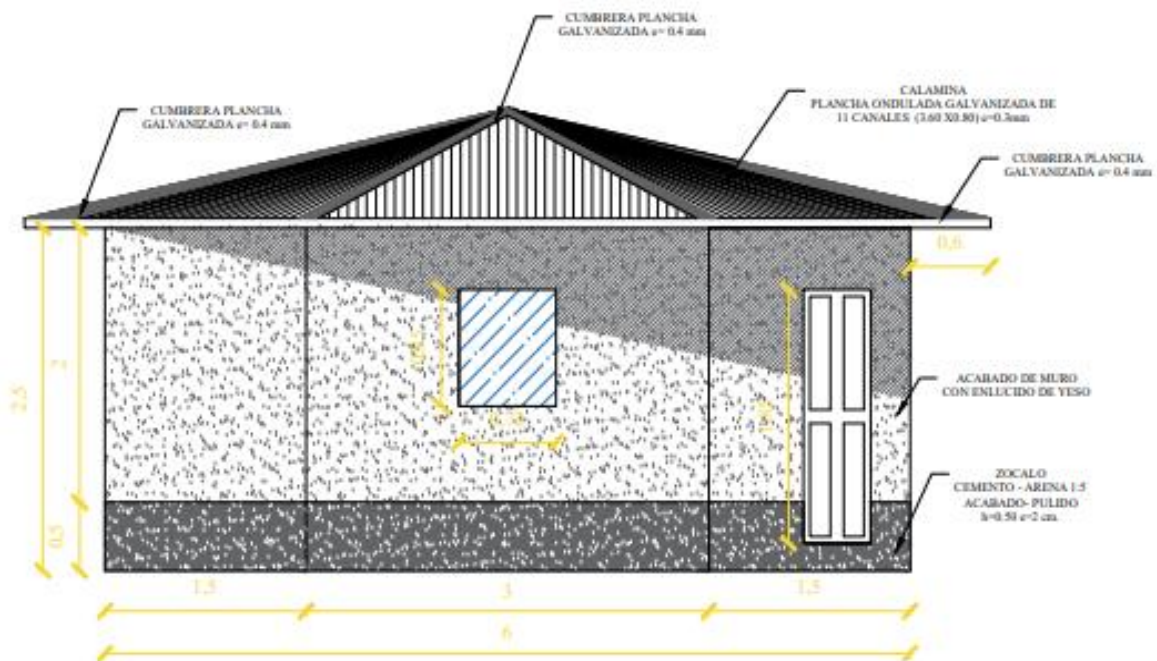 CUMBRERA PLANCHA
GALVANIZADA e= 0.4 mm
CUMBRERA PLANCHA
GALVANIZADA e= 0.4 mm
CALAMINA
PLANCHA ONDULADA GALVANIZADA DE
11 CANALES (3.60 X0.80) e=0.3mm
CUMBRERA PLANCHA
GALVANIZADA e= 0.4 mm
0,6
2,5
2
0,5
ACABADO DE MURO
CON ENLUCIDO DE YESO
ZOCALO
CEMENTO - ARENA 1:5
ACABADO- PULIDO
h=0.50 e=2 cm.
1,5
3
1,5
6